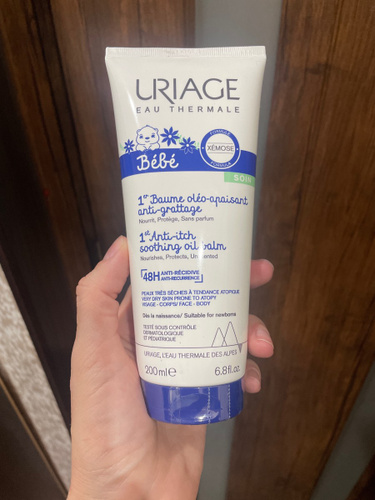 URIAGE
EAU THERMALE
FORMULE
XÉMOSE
FORMULA
Bébé
SOIN
1er Baume oléo-apaisant
anti-grattage
Nourrit, Protège, Sans parfum
1st Anti-itch
soothing oil balm
Nourishes, Protects, Unscented
48H ANTI-RÉCIDIVE
ANTI-RECURRENCE
PEAUX TRÈS SÈCHES À TENDANCE ATOPIQUE
VERY DRY SKIN PRONE TO ATOPY
VISAGE - CORPS/ FACE - BODY
Dès la naissance/ Suitable for newborns
TESTÉ SOUS CONTRÔLE
DERMATOLOGIQUE
ET PÉDIATRIQUE
URIAGE, L'EAU THERMALE DES ALPES
200ml e 6.8fl.oz